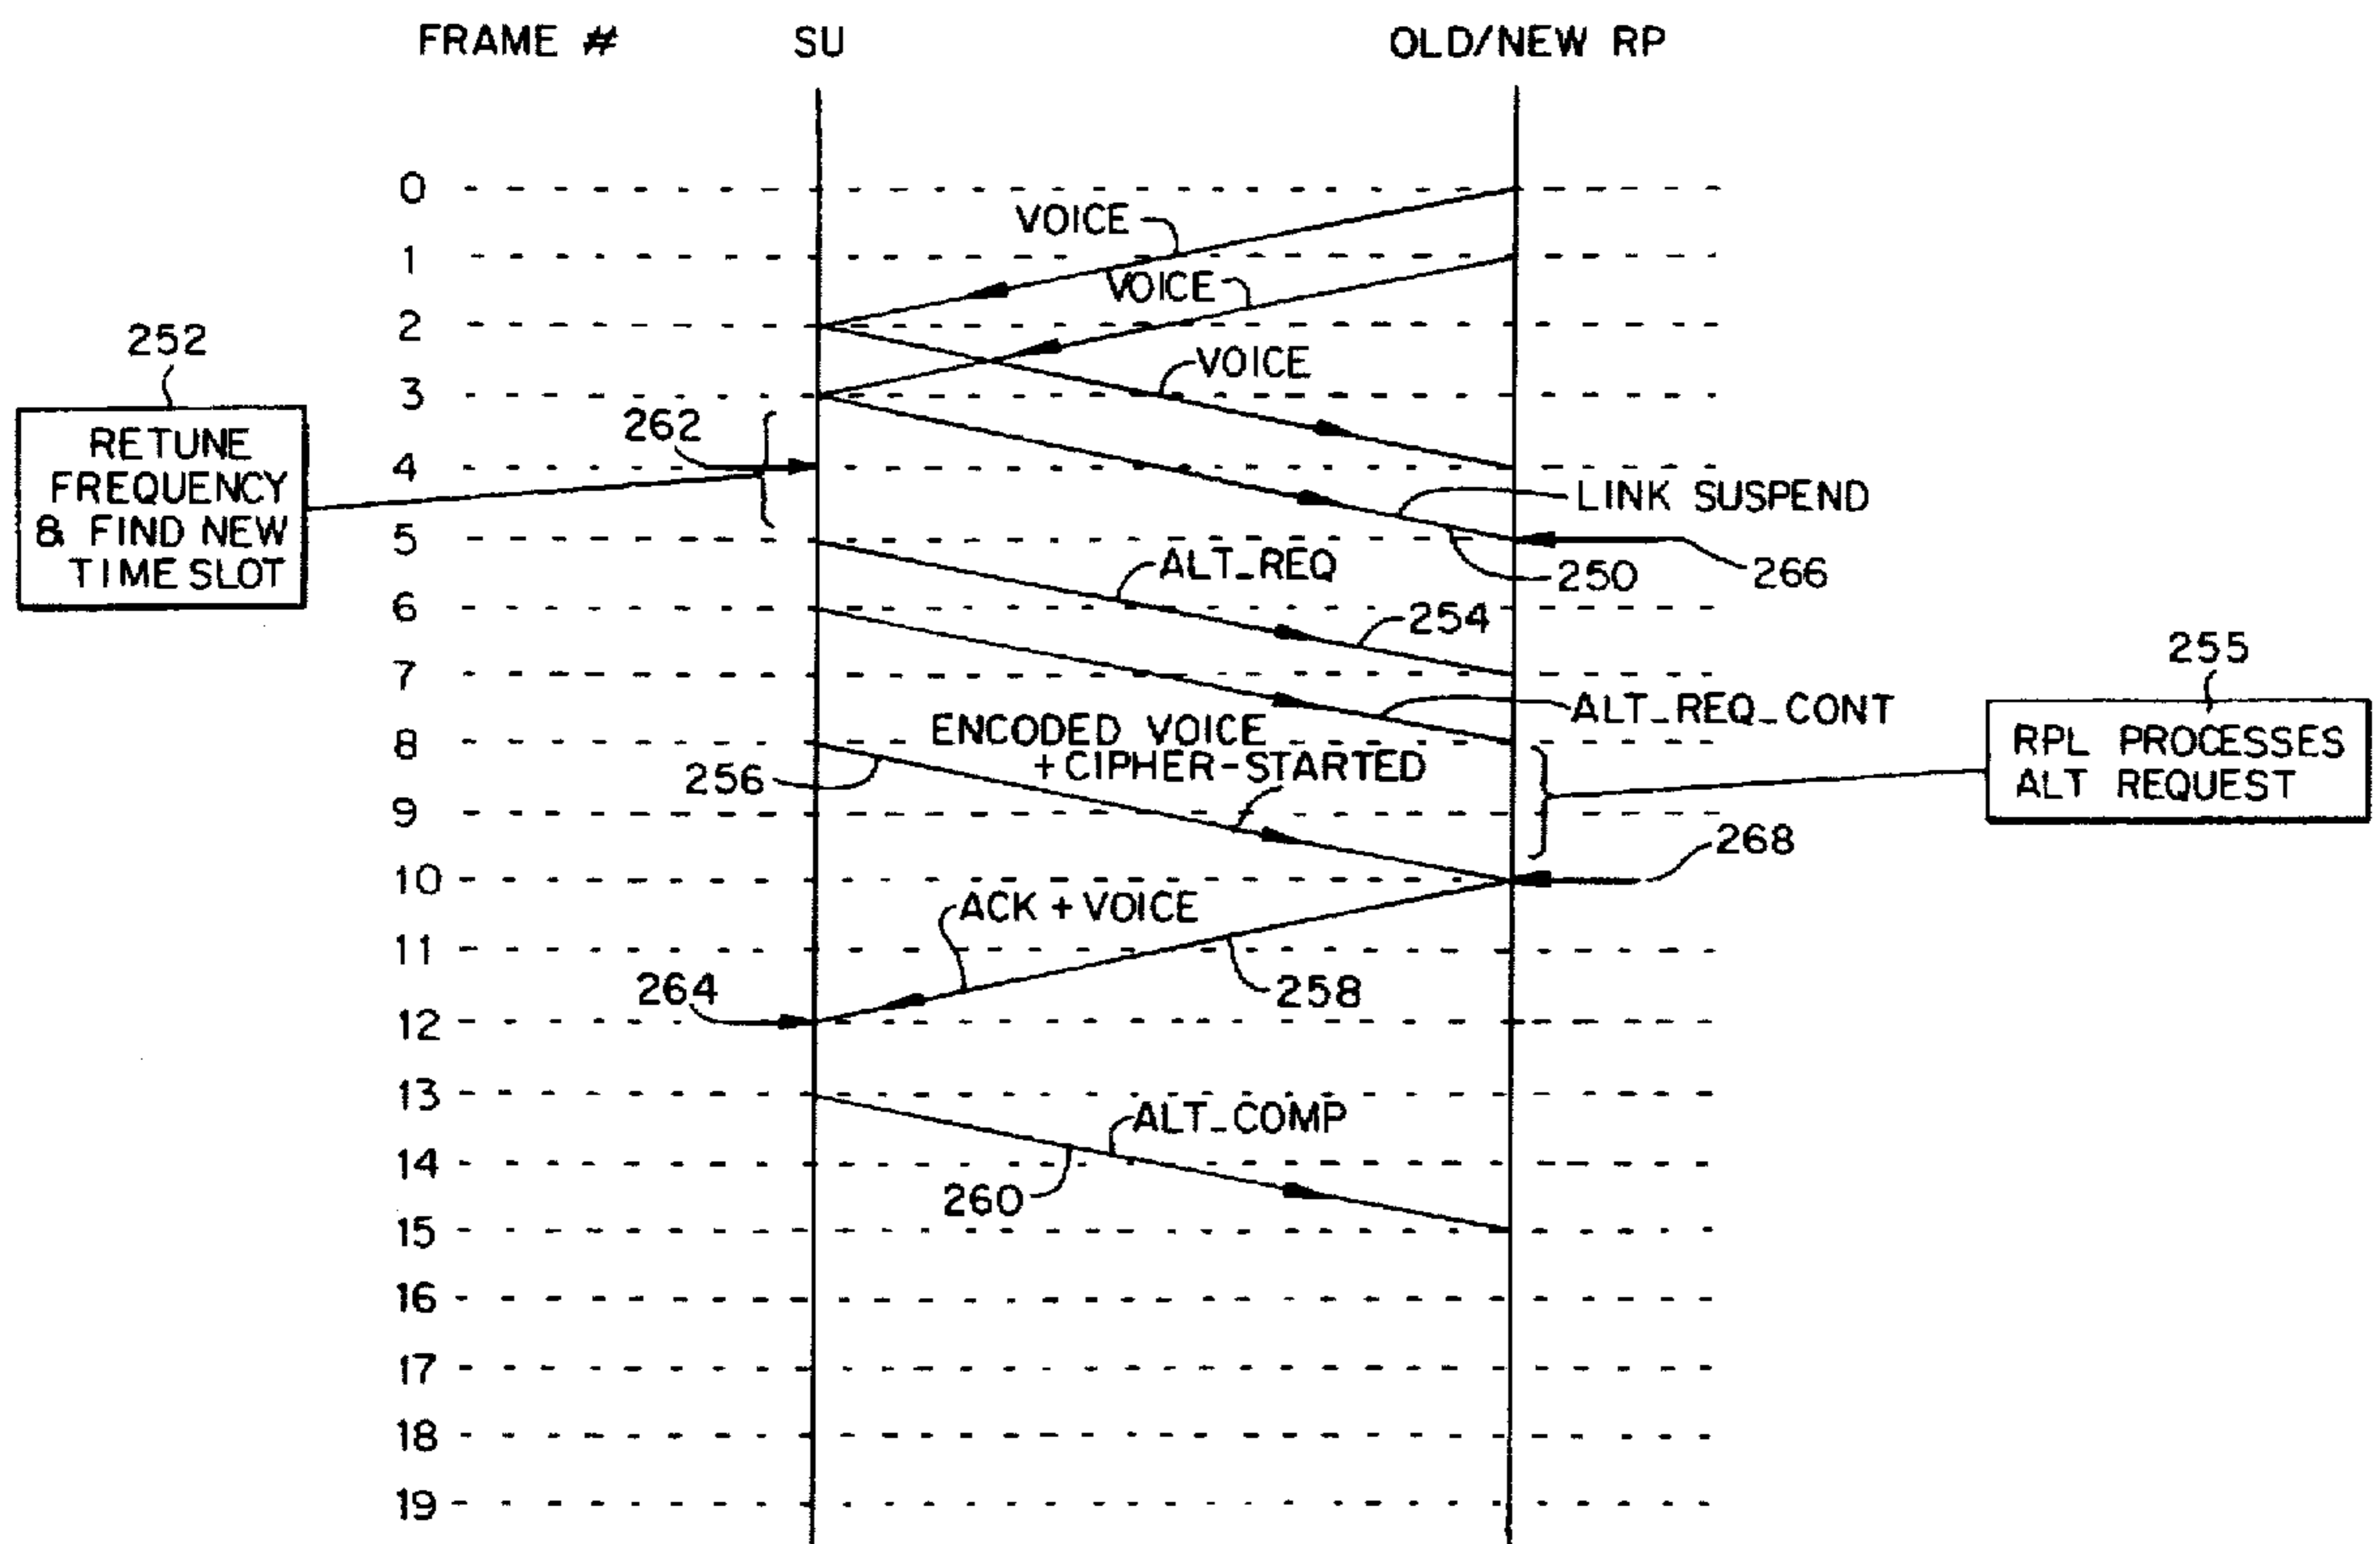 FRAME #
SU
OLD/NEW RP
0
VOICE
1
VOICE
2
252
VOICE
3
262
RETUNE
FREQUENCY
& FIND NEW
TIME SLOT
4
LINK SUSPEND
5
ALT_REQ
250
266
6
254
7
255
ALT_REQ_CONT
8
ENCODED VOICE
+ CIPHER-STARTED
256
RPL PROCESSES
ALT REQUEST
9
268
10
ACK + VOICE
11
264
258
12
13
ALT_COMP
14
260
15
16
17
18
19